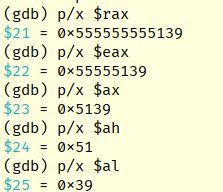 (gdb) p/x $rax
$21 = 0x555555555139
(gdb) p/x $eax
$22 = 0x55555139
(gdb) p/x $ax
$23 = 0x5139
(gdb) p/x $ah
$24 = 0x51
(gdb) p/x $al
$25 = 0x39